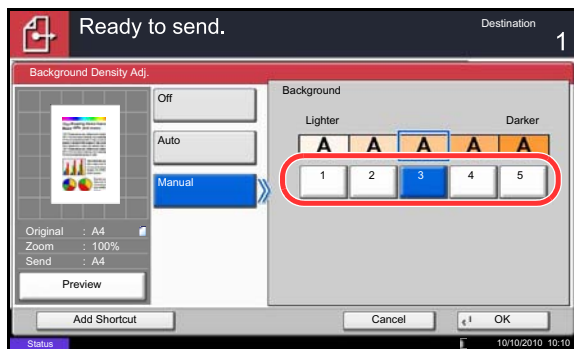 Ready to send.
Destination
1
Background Density Adj.
Off
Auto
Manual
Background
Lighter
Darker
A A A A A
1 2 3 4 5
Original : A4
Zoom : 100%
Send : A4
Preview
Add Shortcut
Cancel
OK
Status
10/10/2010 10:10